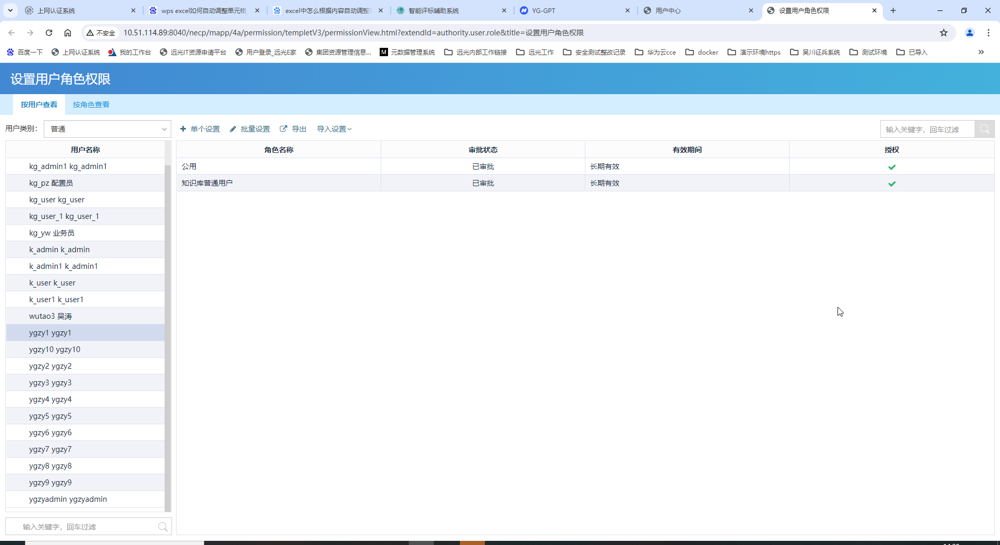 上网认证系统
wps excel如何自动调整单元格
excel中怎么根据内容自动调整
智能评标辅助系统
YG-GPT
用户中心
设置用户角色权限
不安全
10.51.114.89:8040/necp/mapp/4a/permission/templetV3/permissionView.html?extendId=authority.user.role&title=设置用户角色权限
百度一下
上网认证系统
我的工作台
远光IT资源申请平台
用户登录_远光E家
集团资源管理信息...
M 元数据管理系统
远光内部工作链接
远光工作
安全测试整改记录
华为云cce
docker
演示环境https
吴川征兵系统
测试环境
已导入
设置用户角色权限
按用户查看
按角色查看
用户类别：
普通
单个设置
批量设置
导出
导入设置
输入关键字，回车过滤
用户名称
角色名称
审批状态
有效期间
授权
kg_admin1 kg_admin1
kg_pz 配置员
kg_user kg_user
kg_user_1 kg_user_1
kg_yw 业务员
k_admin k_admin
k_admin1 k_admin1
k_user k_user
k_user1 k_user1
wutao3 吴涛
ygzy1 ygzy1
ygzy10 ygzy10
ygzy2 ygzy2
ygzy3 ygzy3
ygzy4 ygzy4
ygzy5 ygzy5
ygzy6 ygzy6
ygzy7 ygzy7
ygzy8 ygzy8
ygzy9 ygzy9
ygzyadmin ygzyadmin
公用
已审批
长期有效
知识库普通用户
已审批
长期有效
输入关键字，回车过滤